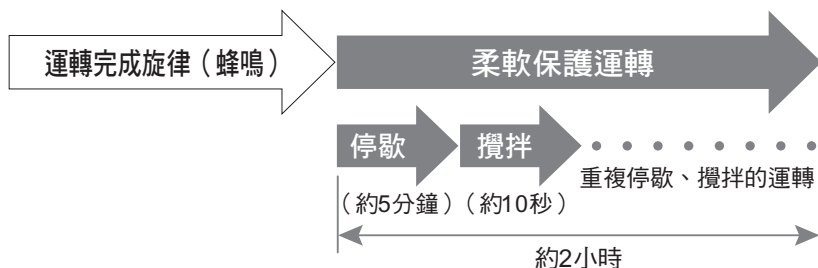 運轉完成旋律（蜂鳴）
柔軟保護運轉
停歇
攪拌
重複停歇、攪拌的運轉
（約5分鐘）（約10秒）
約2小時